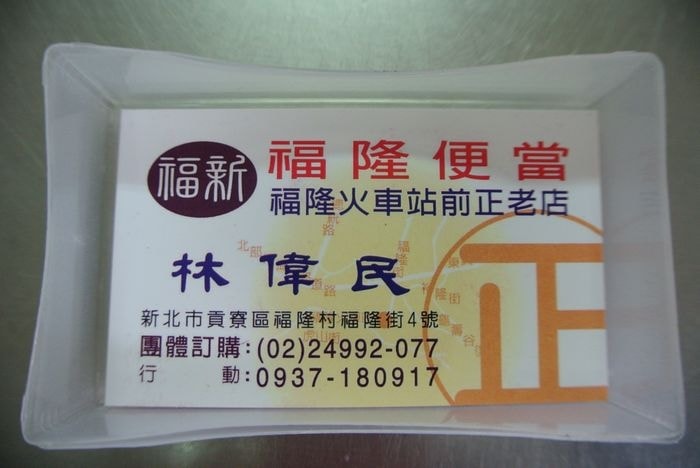 福新
福隆便當
福隆火車站前正老店
林偉民
新北市貢寮區福隆村福隆街4號
團體訂購:(02)24992-077
行動:0937-180917
正